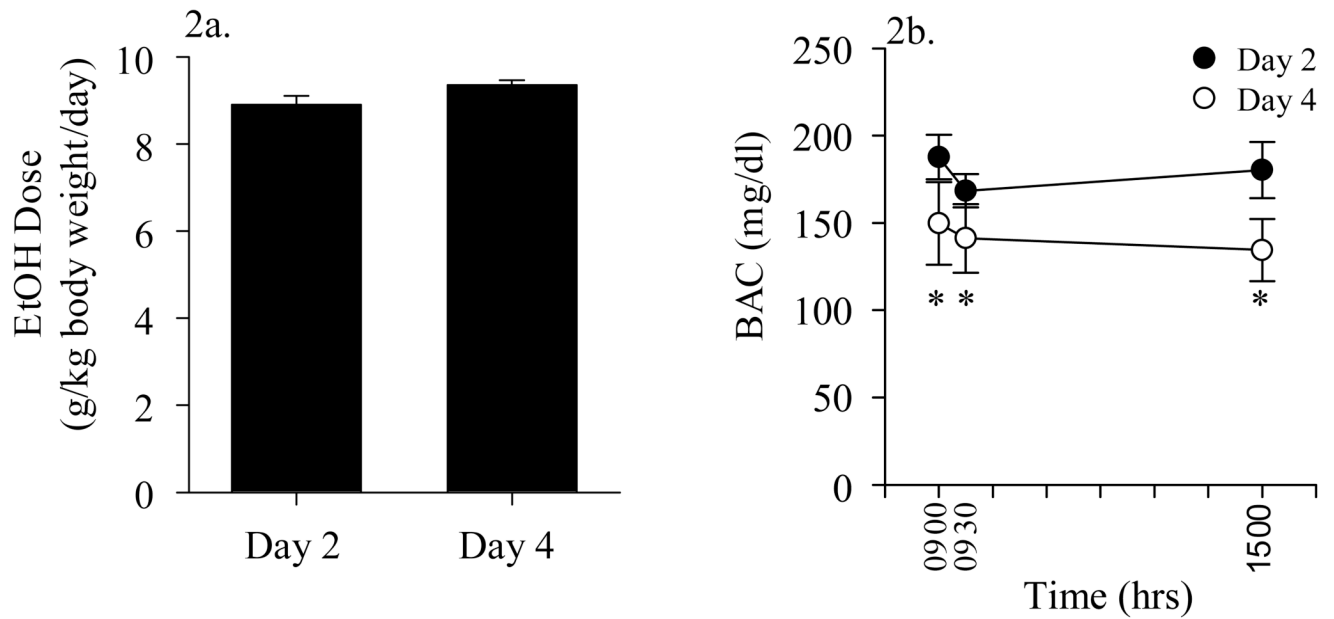 2a.
EtOH Dose
(g/kg body weight/day)
10
8
6
4
2
0
Day 2
Day 4
2b.
Day 2
Day 4
BAC (mg/dl)
250
200
150
100
50
0
*
*
*
0900
0930
1500
Time (hrs)